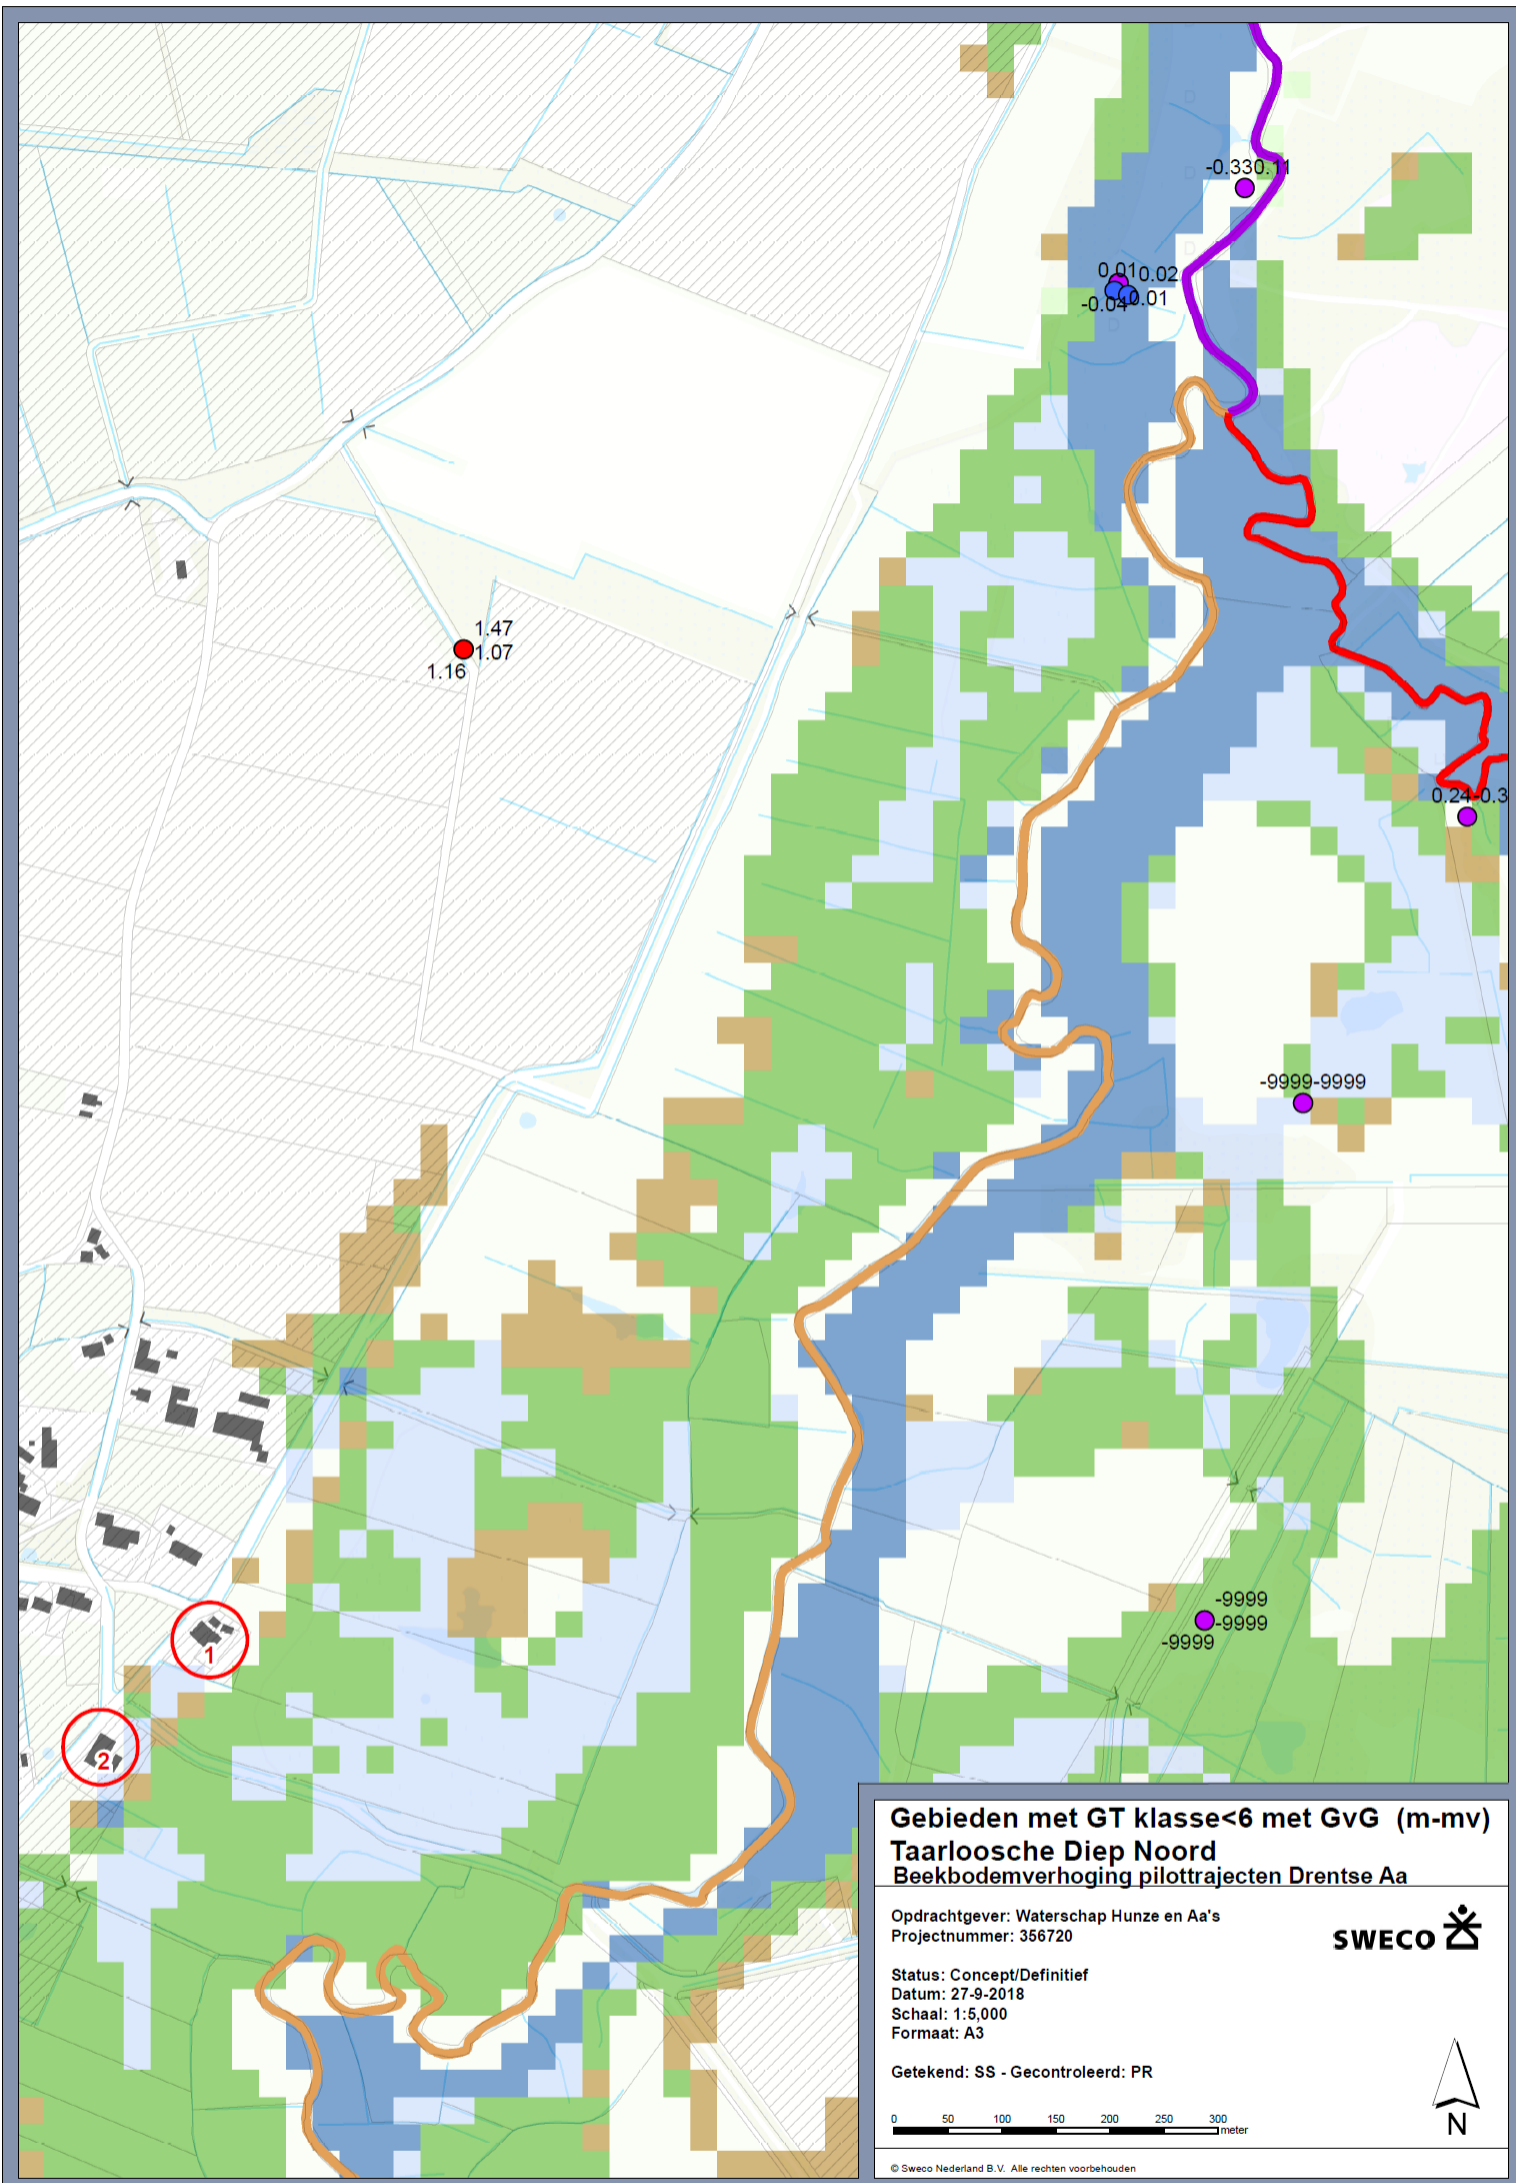 -0.330.11
0.01 0.02
-0.04 0.01
1.47
1.07
1.16
0.24-0.3
-9999-9999
-9999
-9999
-9999
1
2
Gebieden met GT klasse<6 met GvG (m-mv)
Taarloosche Diep Noord
Beekbodemverhoging pilottrajecten Drentse Aa
Opdrachtgever: Waterschap Hunze en Aa's
Projectnummer: 356720
SWECO
Status: Concept/Definitief
Datum: 27-9-2018
Schaal: 1:5,000
Formaat: A3
Getekend: SS - Gecontroleerd: PR
0 50 100 150 200 250 300
meter
N
© Sweco Nederland B.V. Alle rechten voorbehouden